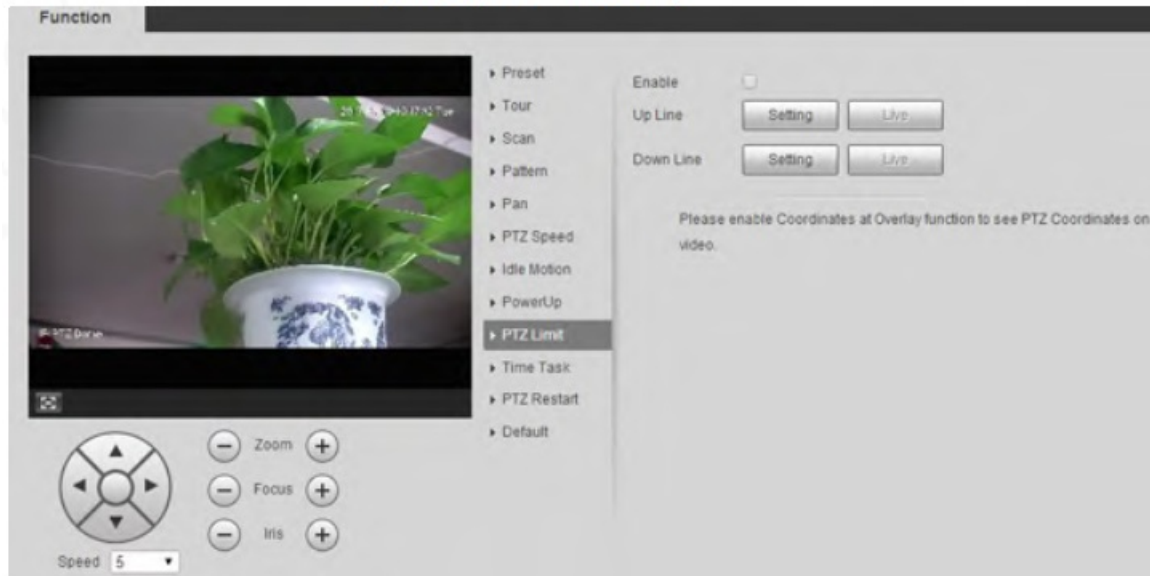 Function
Preset
Tour
Scan
Pattern
Pan
PTZ Speed
Idle Motion
PowerUp
PTZ Limit
Time Task
PTZ Restart
Default
Enable
Up Line
Setting
Live
Down Line
Setting
Live
Please enable Coordinates at Overlay function to see PTZ Coordinates on
video.
Zoom
Focus
Iris
Speed 5